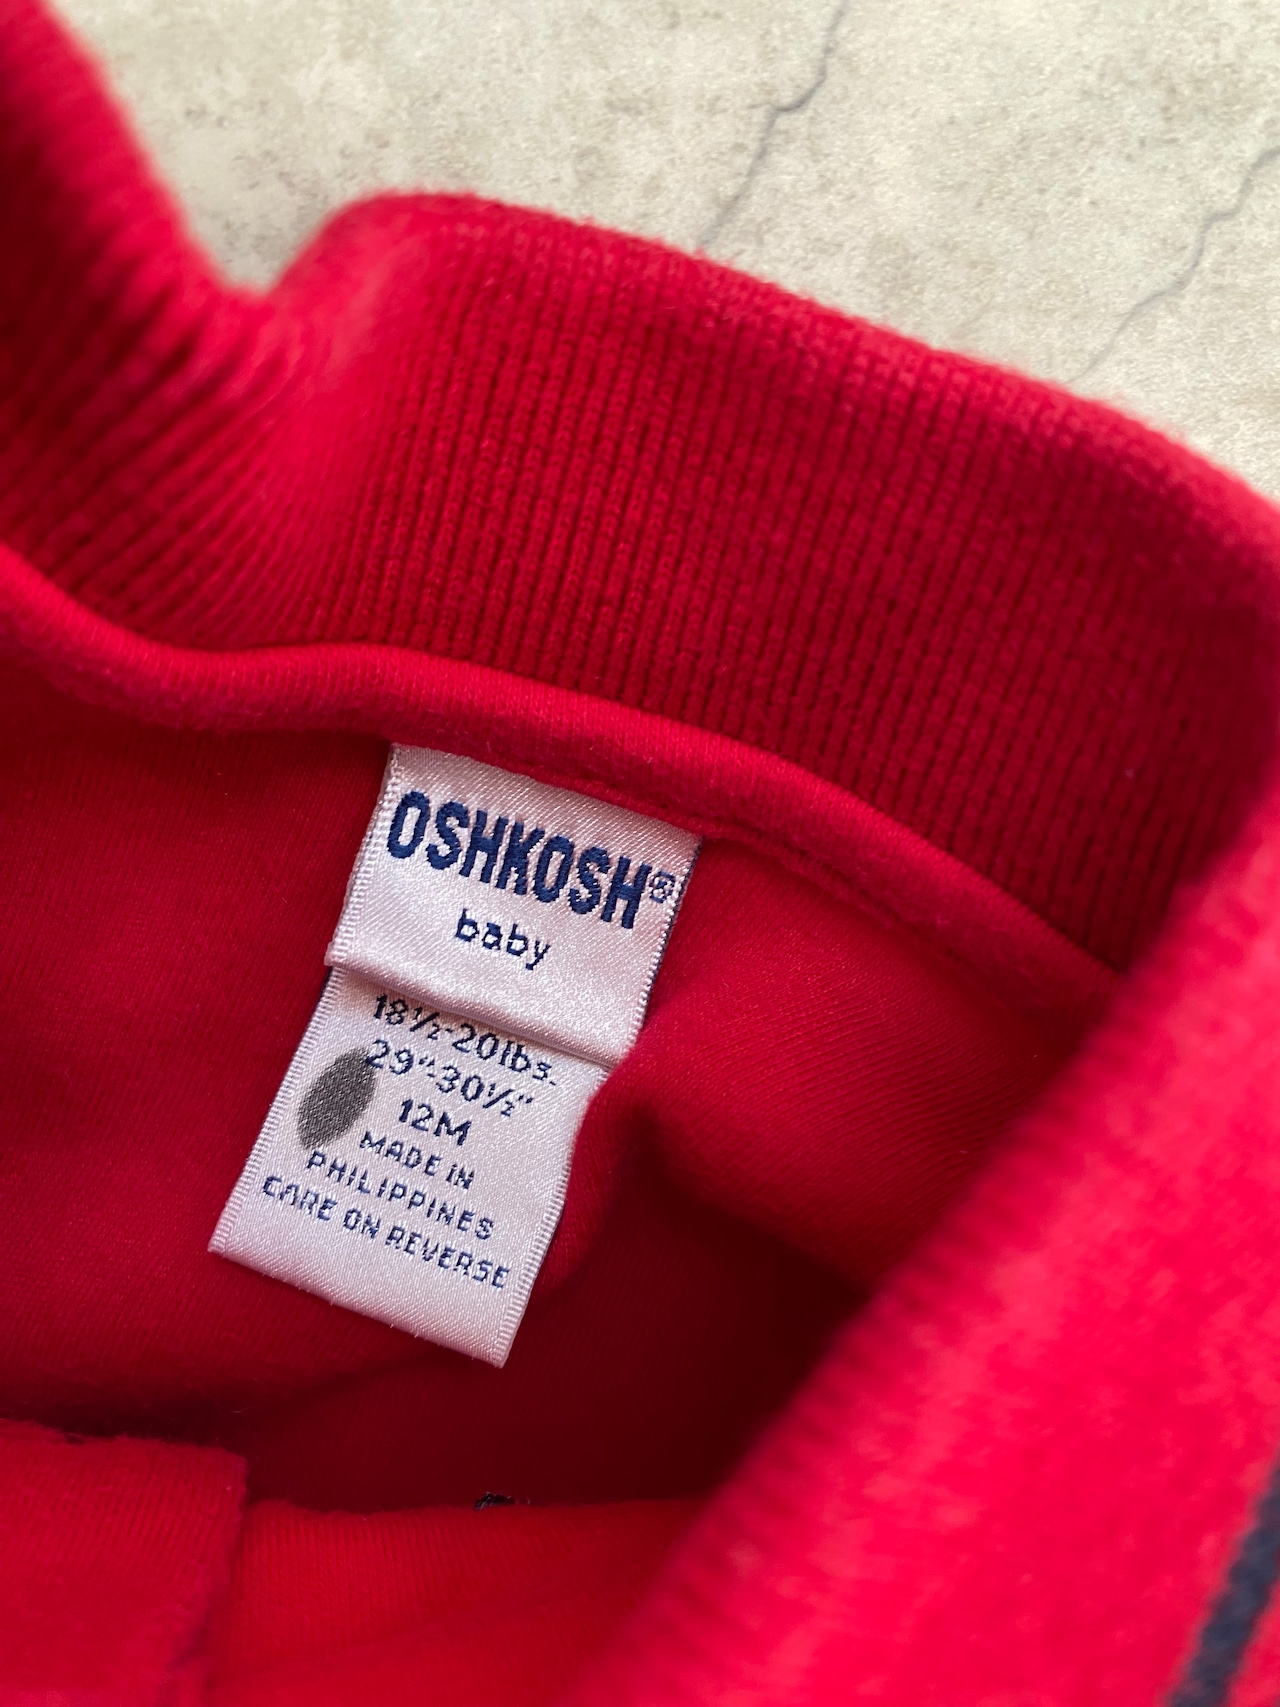 OSHKOSH®
baby
18½-20lbs.
29"-30½"
12M
MADE IN
PHILIPPINES
CARE ON REVERSE